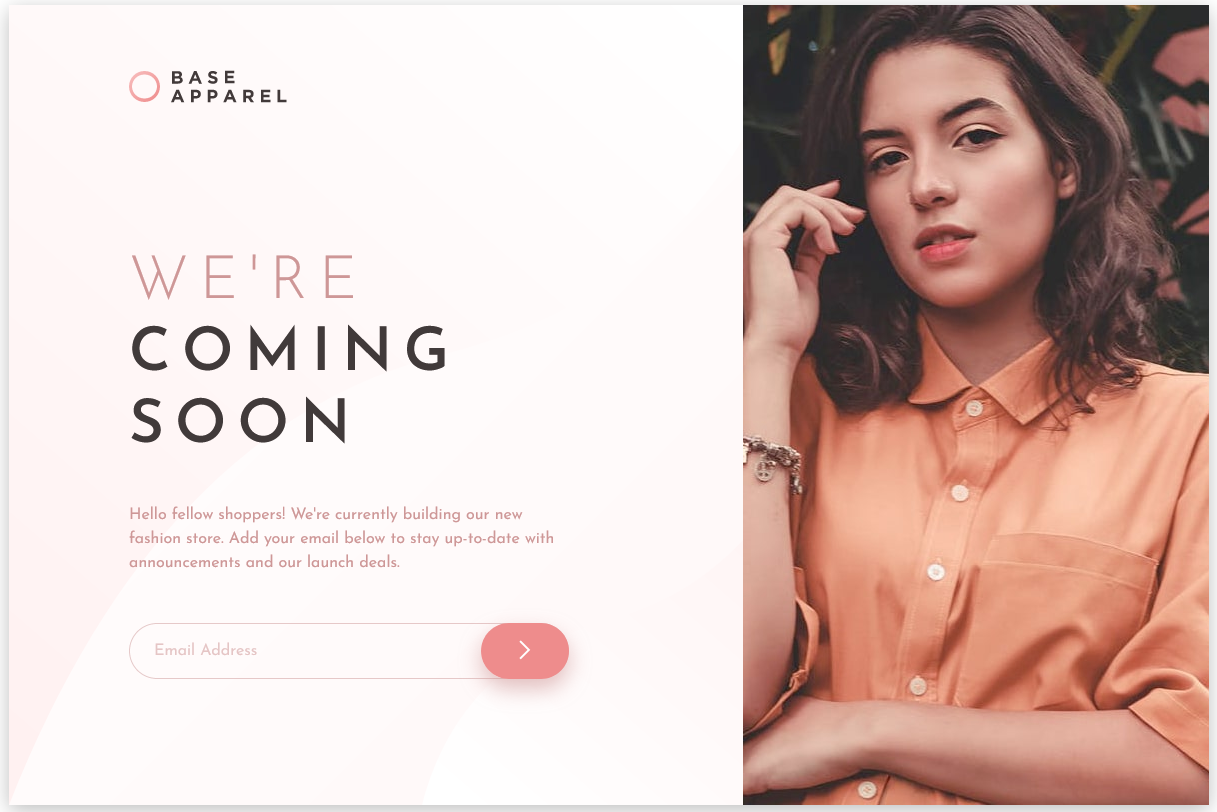 BASE
APPAREL
WE'RE
COMING
SOON
Hello fellow shoppers! We're currently building our new
fashion store. Add your email below to stay up-to-date with
announcements and our launch deals.
Email Address